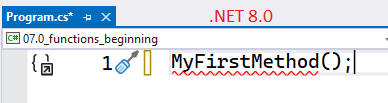 Program.cs*
.NET 8.0
07.0_functions_beginning
1 MyFirstMethod();